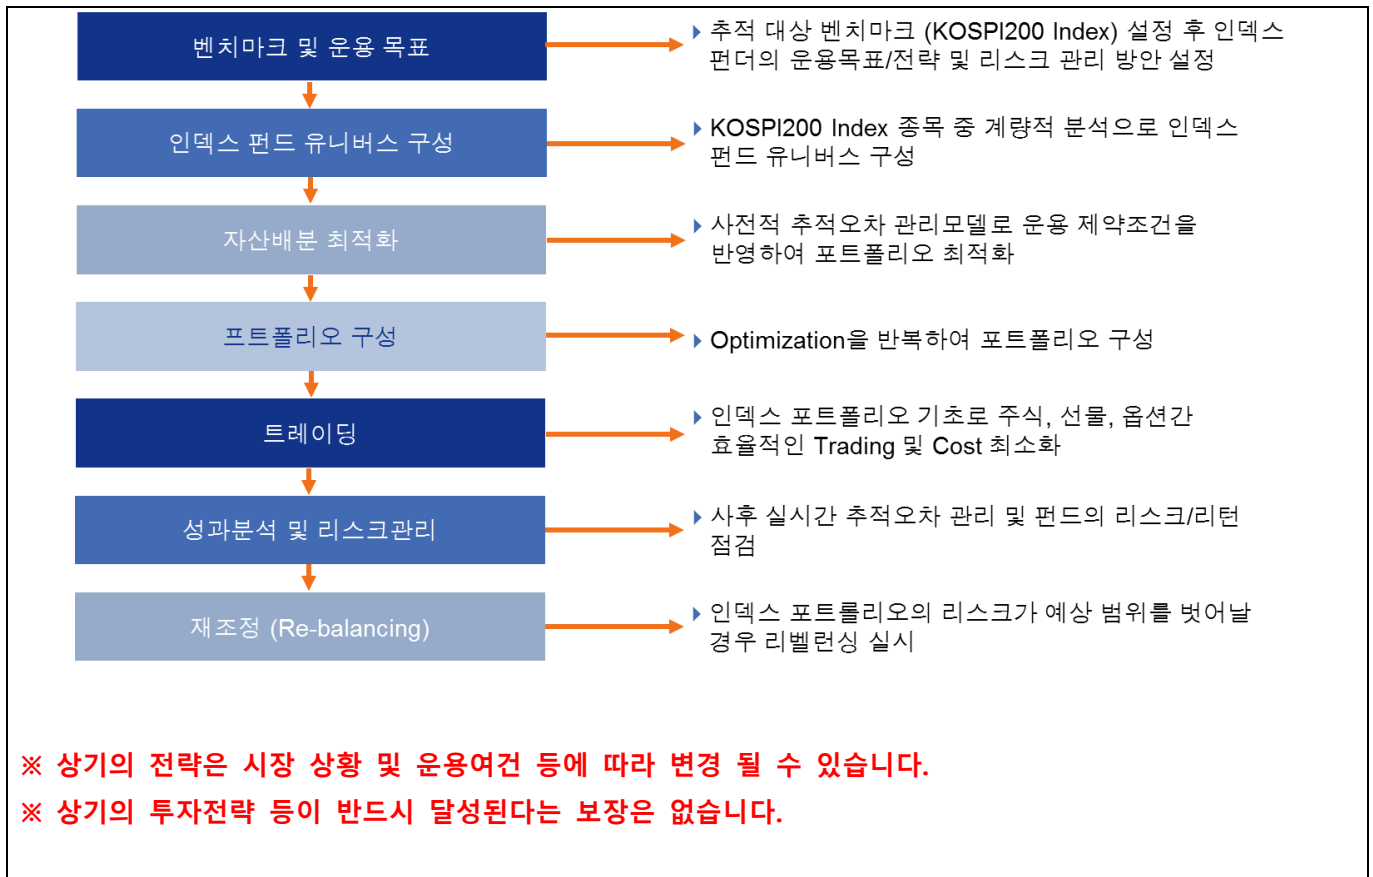 벤치마크 및 운용 목표
추적 대상 벤치마크 (KOSPI200 Index) 설정 후 인덱스
펀더의 운용목표/전략 및 리스크 관리 방안 설정
인덱스 펀드 유니버스 구성
KOSPI200 Index 종목 중 계량적 분석으로 인덱스
펀드 유니버스 구성
자산배분 최적화
사전적 추적오차 관리모델로 운용 제약조건을
반영하여 포트폴리오 최적화
프트폴리오 구성
Optimization을 반복하여 포트폴리오 구성
트레이딩
인덱스 포트폴리오 기초로 주식, 선물, 옵션간
효율적인 Trading 및 Cost 최소화
성과분석 및 리스크관리
사후 실시간 추적오차 관리 및 펀드의 리스크/리턴
점검
재조정 (Re-balancing)
인덱스 포트롤리오의 리스크가 예상 범위를 벗어날
경우 리벨런싱 실시
※ 상기의 전략은 시장 상황 및 운용여건 등에 따라 변경 될 수 있습니다.
※ 상기의 투자전략 등이 반드시 달성된다는 보장은 없습니다.